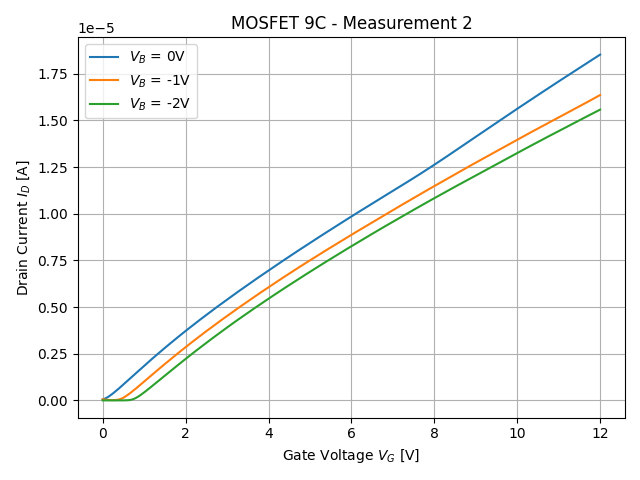 MOSFET 9C - Measurement 2
1e−5
V_B = 0V
V_B = -1V
V_B = -2V
1.75
1.50
1.25
1.00
0.75
0.50
0.25
0.00
Drain Current I_D [A]
0 2 4 6 8 10 12
Gate Voltage V_G [V]